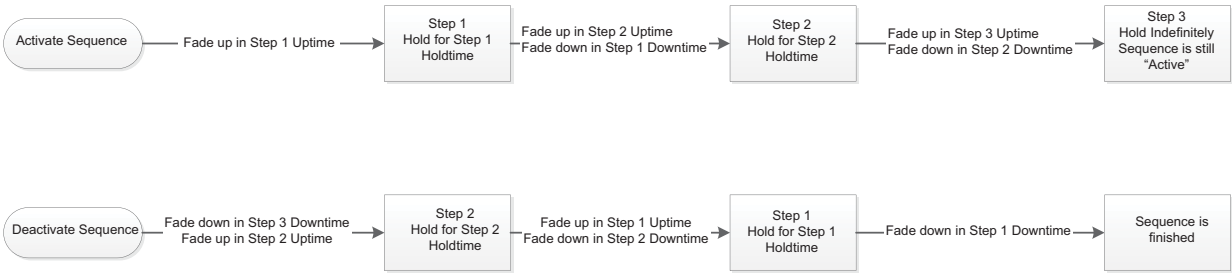 Activate Sequence
Fade up in Step 1 Uptime
Step 1
Hold for Step 1
Holdtime
Fade up in Step 2 Uptime
Fade down in Step 1 Downtime
Step 2
Hold for Step 2
Holdtime
Fade up in Step 3 Uptime
Fade down in Step 2 Downtime
Step 3
Hold Indefinitely
Sequence is still
“Active”
Deactivate Sequence
Fade down in Step 3 Downtime
Fade up in Step 2 Uptime
Step 2
Hold for Step 2
Holdtime
Fade up in Step 1 Uptime
Fade down in Step 2 Downtime
Step 1
Hold for Step 1
Holdtime
Fade down in Step 1 Downtime
Sequence is
finished